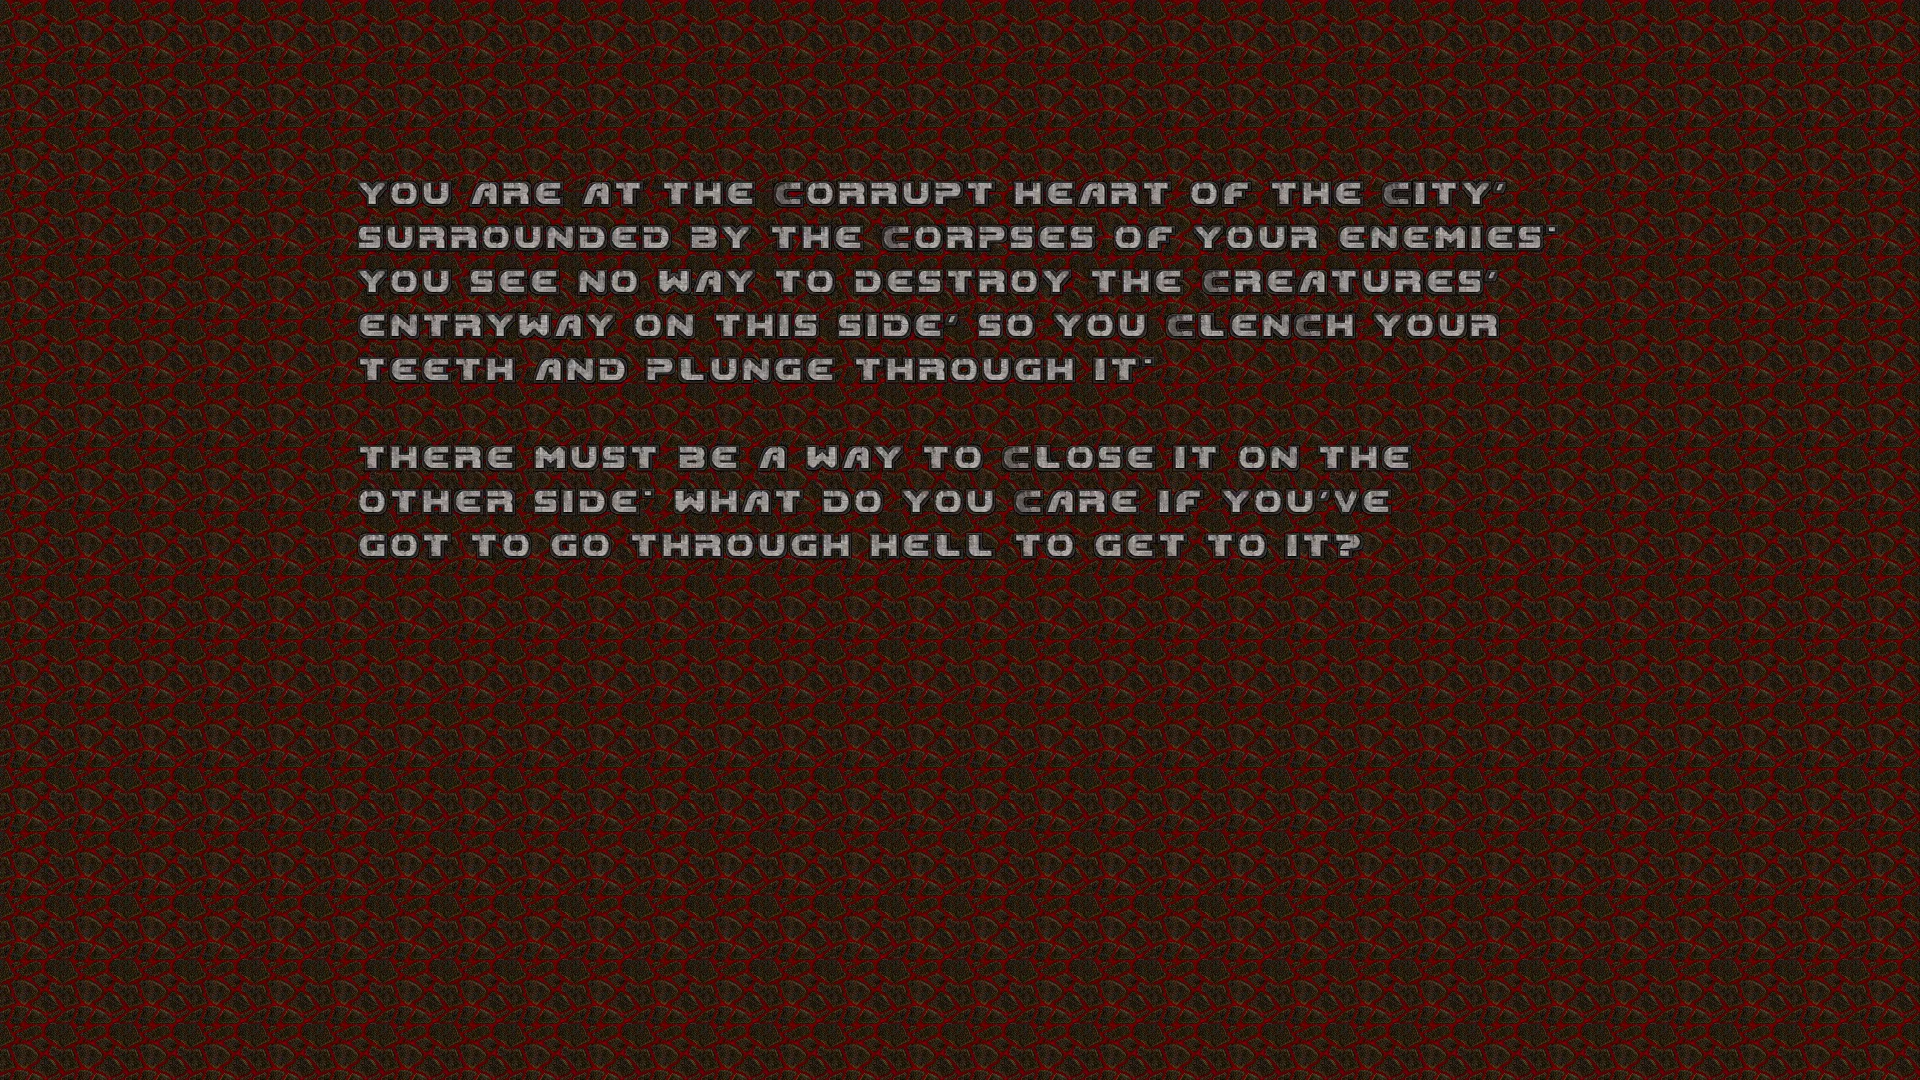 YOU ARE AT THE CORRUPT HEART OF THE CITY,
SURROUNDED BY THE CORPSES OF YOUR ENEMIES.
YOU SEE NO WAY TO DESTROY THE CREATURES'
ENTRYWAY ON THIS SIDE, SO YOU CLENCH YOUR
TEETH AND PLUNGE THROUGH IT.
THERE MUST BE A WAY TO CLOSE IT ON THE
OTHER SIDE. WHAT DO YOU CARE IF YOU'VE
GOT TO GO THROUGH HELL TO GET TO IT?